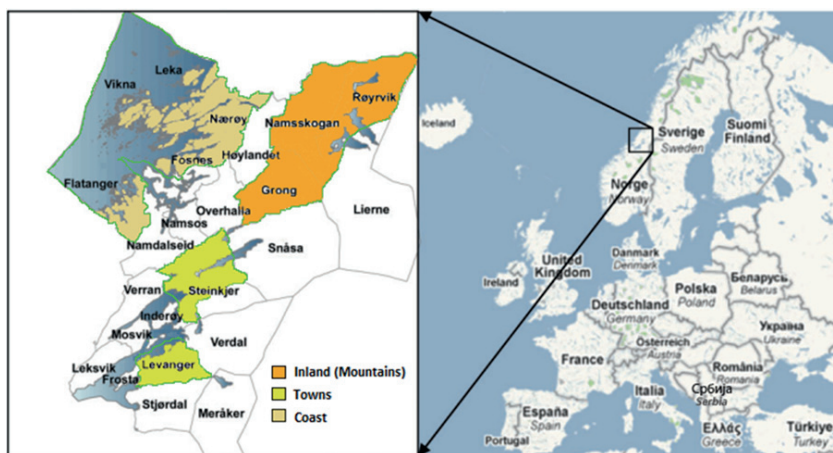 Leka
Vikna
Røyrvik
Nærøy
Namsskogan
Fosnes
Høylandet
Flatanger
Grong
Overhalla
Lierne
Namsos
Namdalseid
Snåsa
Verran
Steinkjer
Inderøy
Mosvik
Verdal
Leksvik
Levanger
Frosta
Stjørdal
Meråker
Inland (Mountains)
Towns
Coast
Iceland
Sverige
Sweden
Suomi
FINLAND
Norge
Norway
United
Kingdom
Ireland
Danmark
Denmark
Polska
Poland
Беларусь
Belarus
Deutschland
Germany
Україна
Ukraine
Österreich
Austria
France
România
Romania
Србија
Serbia
Italia
Italy
España
Spain
Portugal
Ελλάς
Greece
Türkiye
Turkey